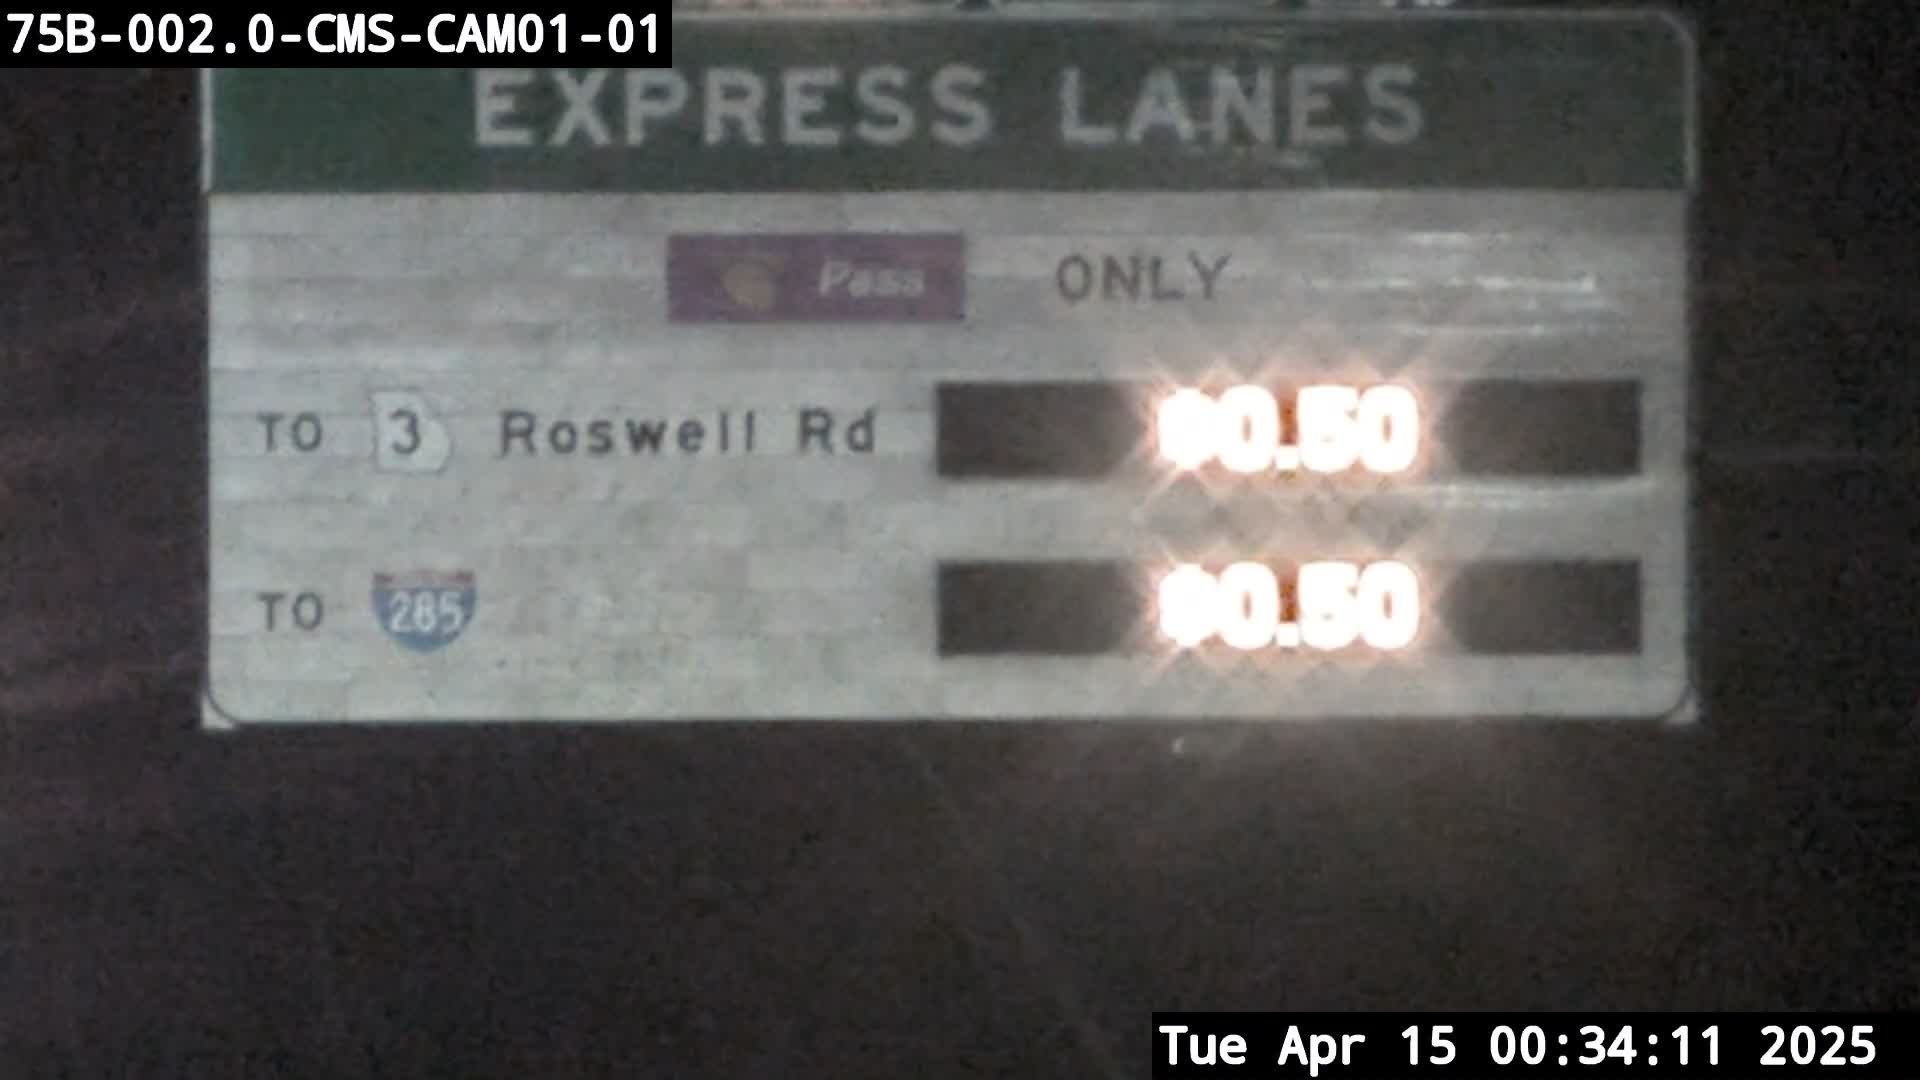 75B-002.0-CMS-CAM01-01
EXPRESS LANES
Pass ONLY
TO 3 Roswell Rd $0.50
TO 285 $0.50
Tue Apr 15 00:34:11 2025